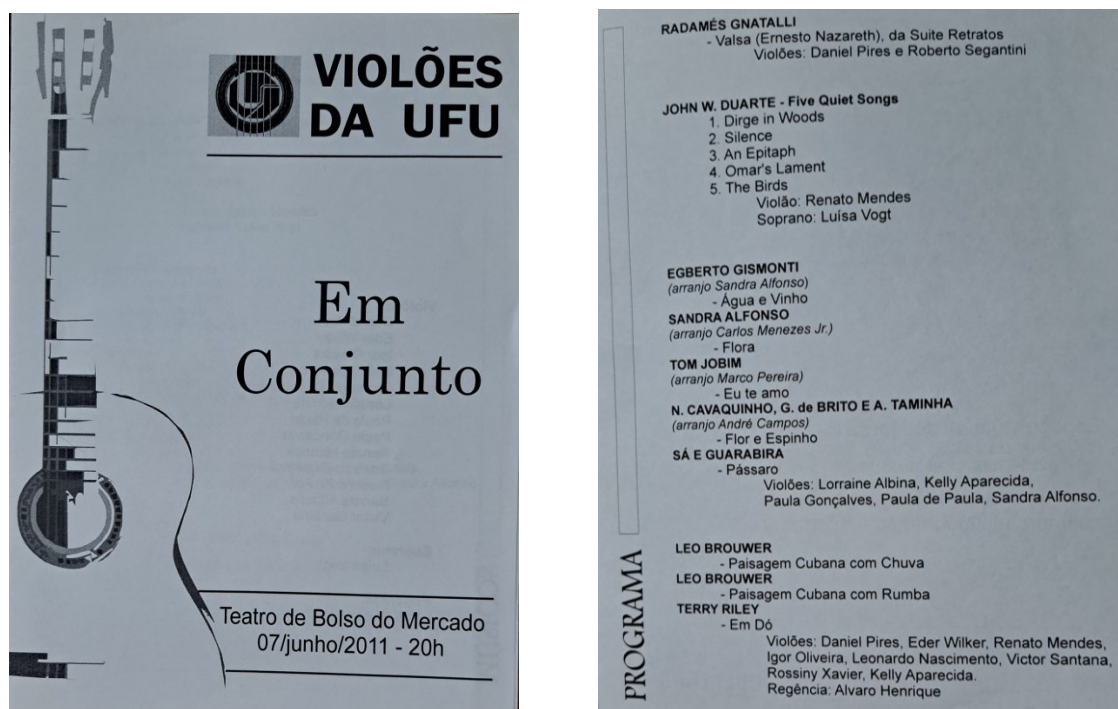 VIOLÕES
DA UFU
Em
Conjunto
Teatro de Bolso do Mercado
07/junho/2011 - 20h
RADAMÉS GNATALLI
- Valsa (Ernesto Nazareth), da Suite Retratos
Violões: Daniel Pires e Roberto Segantini
JOHN W. DUARTE - Five Quiet Songs
1. Dirge in Woods
2. Silence
3. An Epitaph
4. Omar's Lament
5. The Birds
Violão: Renato Mendes
Soprano: Luísa Vogt
EGBERTO GISMONTI
(arranjo Sandra Alfonso)
- Água e Vinho
SANDRA ALFONSO
(arranjo Carlos Menezes Jr.)
- Flora
TOM JOBIM
(arranjo Marco Pereira)
- Eu te amo
N. CAVAQUINHO, G. de BRITO E A. TAMINHA
(arranjo André Campos)
- Flor e Espinho
SÁ E GUARABIRA
- Pássaro
Violões: Lorraine Albina, Kelly Aparecida,
Paula Gonçalves, Paula de Paula, Sandra Alfonso.
LEO BROUWER
- Paisagem Cubana com Chuva
LEO BROUWER
- Paisagem Cubana com Rumba
TERRY RILEY
- Em Dó
Violões: Daniel Pires, Eder Wilker, Renato Mendes,
Igor Oliveira, Leonardo Nascimento, Victor Santana,
Rossiny Xavier, Kelly Aparecida.
Regência: Alvaro Henrique
PROGRAMA